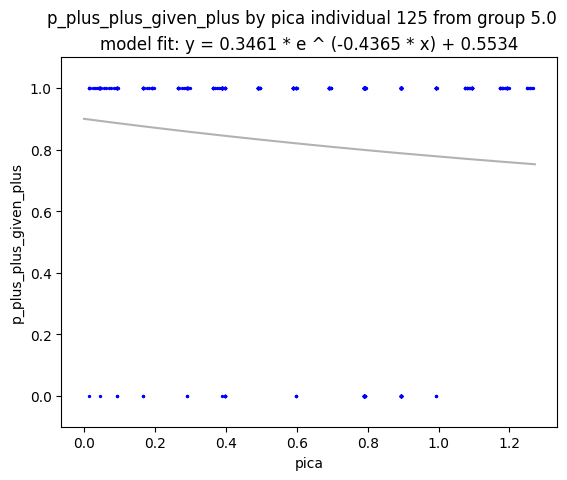 p_plus_plus_given_plus by pica individual 125 from group 5.0
model fit: y = 0.3461 * e ^ (-0.4365 * x) + 0.5534
1.0
0.8
0.6
0.4
0.2
0.0
p_plus_plus_given_plus
0.0 0.2 0.4 0.6 0.8 1.0 1.2
pica